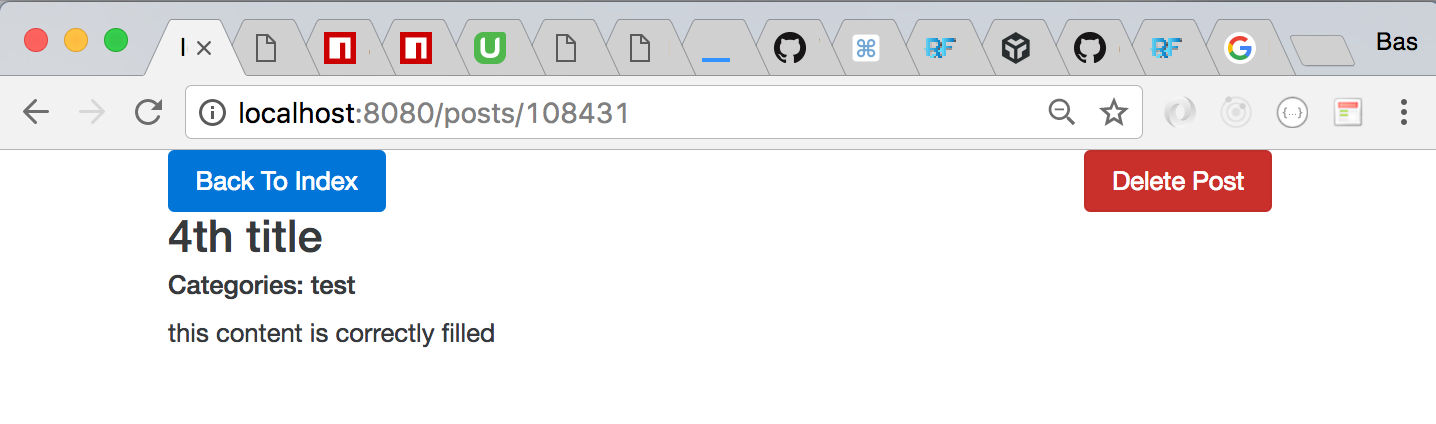 Bas
localhost:8080/posts/108431
Back To Index
Delete Post
4th title
Categories: test
this content is correctly filled